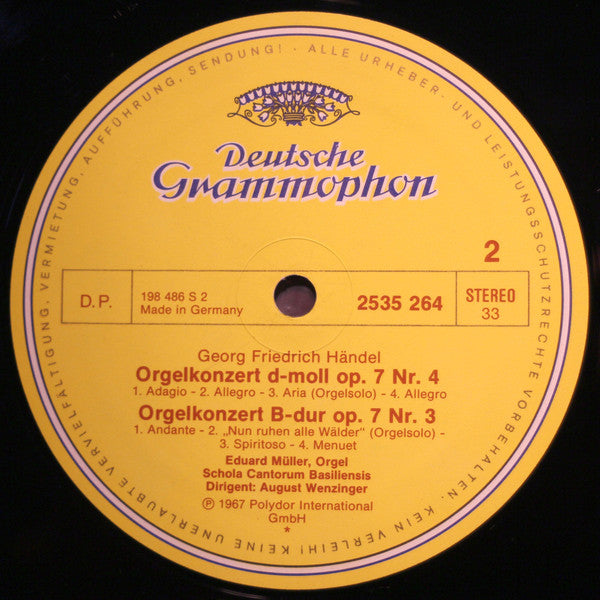 Deutsche
Grammophon
2
D.P.
198 486 S 2
Made in Germany
2535 264
STEREO
33
Georg Friedrich Händel
Orgelkonzert d-moll op. 7 Nr. 4
1. Adagio - 2. Allegro - 3. Aria (Orgelsolo) - 4. Allegro
Orgelkonzert B-dur op. 7 Nr. 3
1. Andante - 2. „Nun ruhen alle Wälder" (Orgelsolo) -
3. Spiritoso - 4. Menuet
Eduard Müller, Orgel
Schola Cantorum Basiliensis
Dirigent: August Wenzinger
Ⓟ 1967 Polydor International
GmbH
*
ALLE URHEBER- UND LEISTUNGSSCHUTZRECHTE VORBEHALTEN. KEIN VERLEIH! KEINE UNERLAUBTE VERVIELFÄLTIGUNG, VERMIETUNG, AUFFÜHRUNG, SENDUNG! ·